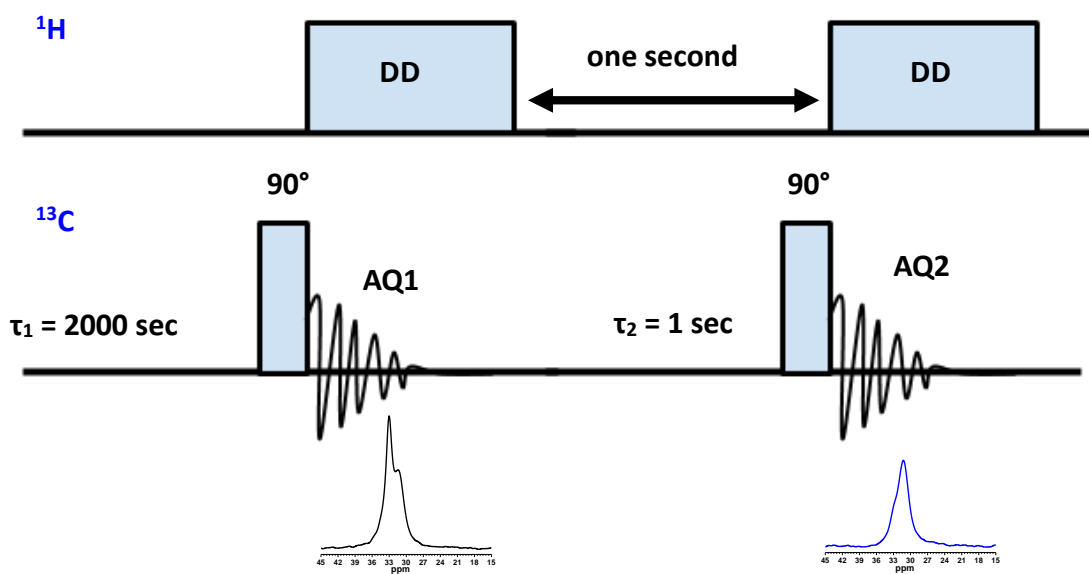 ¹H
DD
one second
DD
90°
90°
¹³C
AQ1
AQ2
τ₁ = 2000 sec
τ₂ = 1 sec
45 42 39 36 33 30 27 24 21 18 15
ppm
45 42 39 36 33 30 27 24 21 18 15
ppm